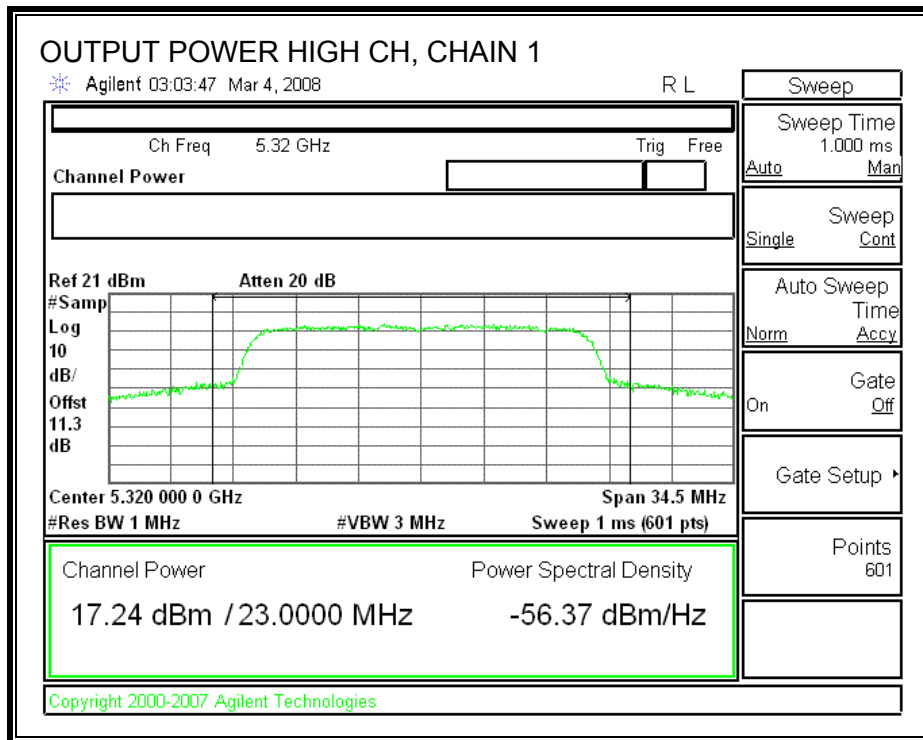 OUTPUT POWER HIGH CH, CHAIN 1
Agilent 03:03:47 Mar 4, 2008 R L
Ch Freq 5.32 GHz Trig Free
Channel Power
Ref 21 dBm Atten 20 dB
#Samp
Log
10
dB/
Offst
11.3
dB
Center 5.320 000 0 GHz Span 34.5 MHz
#Res BW 1 MHz #VBW 3 MHz Sweep 1 ms (601 pts)
Channel Power Power Spectral Density
17.24 dBm / 23.0000 MHz -56.37 dBm/Hz
Copyright 2000-2007 Agilent Technologies
Sweep
Sweep Time
1.000 ms
Auto Man
Sweep
Single Cont
Auto Sweep
Time
Norm Accy
Gate
On Off
Gate Setup
Points
601